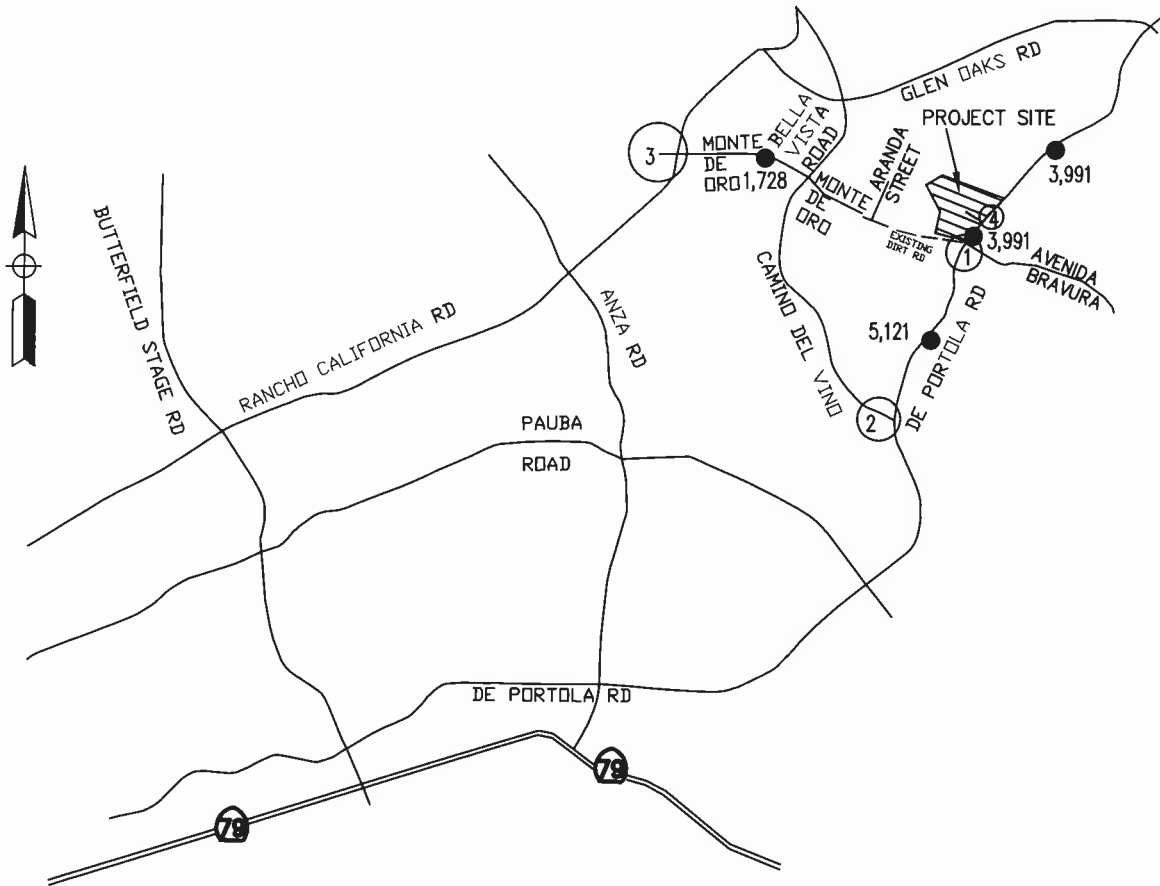 GLEN OAKS RD
PROJECT SITE
3
MONTE
DE
ORO
1,728
BELLA
VISTA
ROAD
MONTE
DE
ORO
ARANDA
STREET
EXISTING
DIRT RD
3,991
4
3,991
1
AVENIDA
BRAVURA
BUTTERFIELD STAGE RD
RANCHO CALIFORNIA RD
ANZA RD
CAMINO DEL VINO
5,121
DE PORTOLA RD
2
PAUBA
ROAD
DE PORTOLA RD
79
79